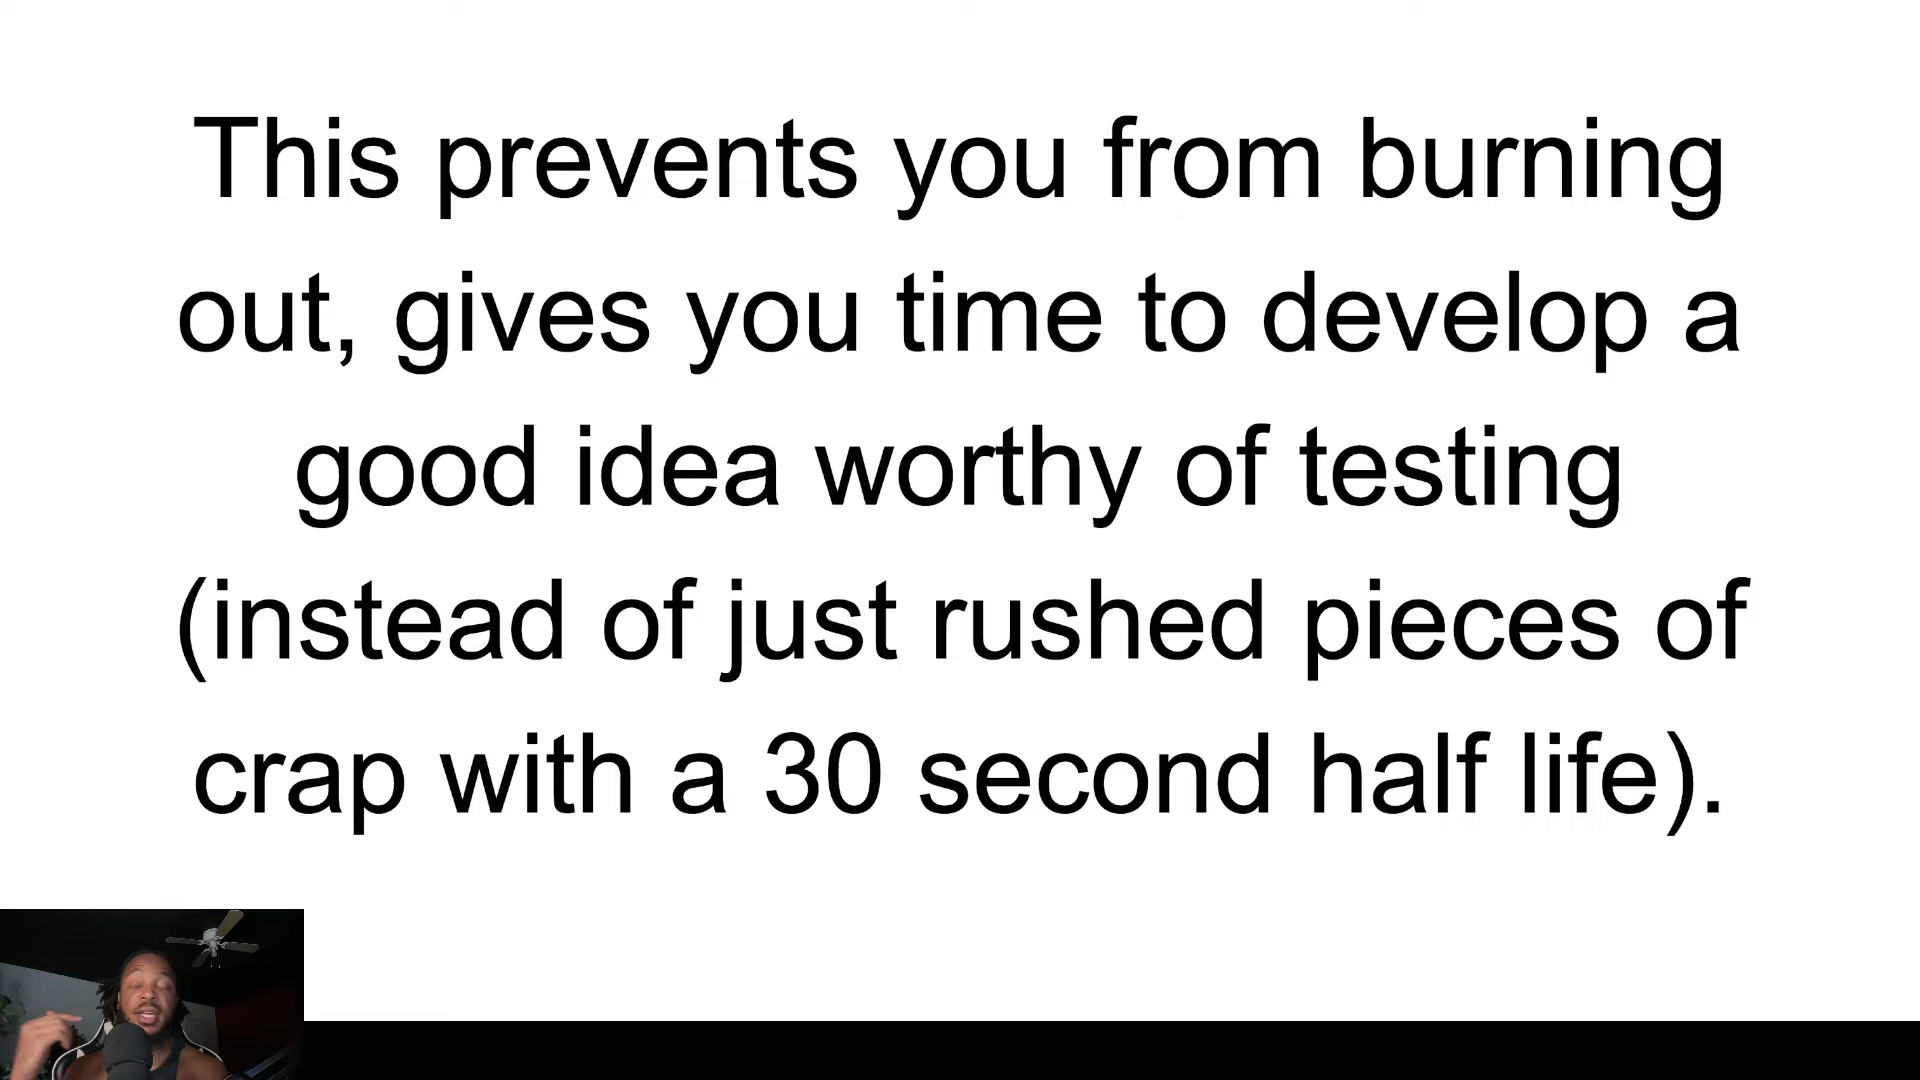 This prevents you from burning
out, gives you time to develop a
good idea worthy of testing
(instead of just rushed pieces of
crap with a 30 second half life).